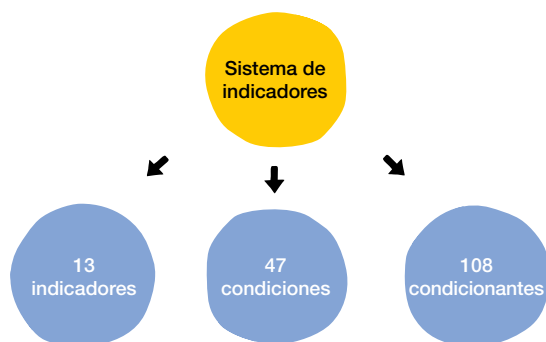 Sistema de
indicadores
13
indicadores
47
condiciones
108
condicionantes